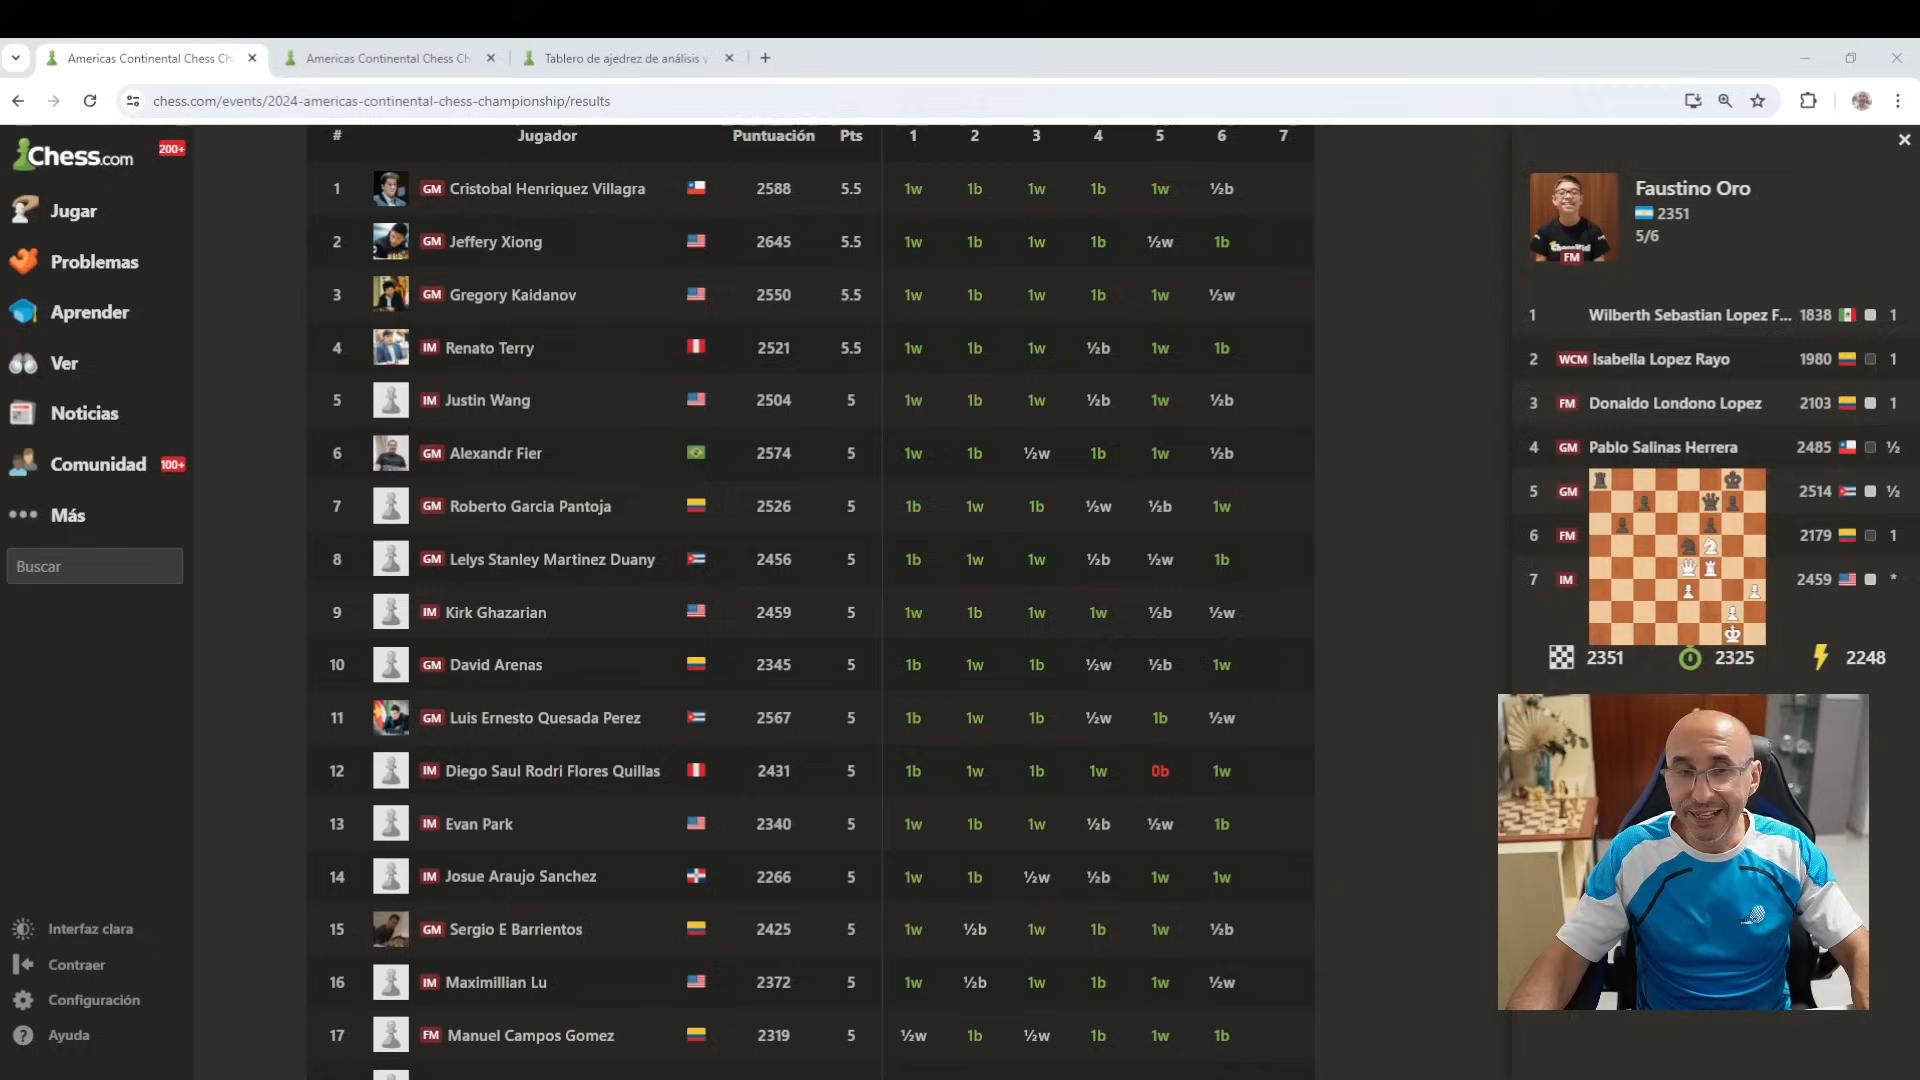 Americas Continental Chess Ch
Americas Continental Chess Ch
Tablero de ajedrez de análisis y
chess.com/events/2024-americas-continental-chess-championship/results
Chess.com
200+
Jugar
Problemas
Aprender
Ver
Noticias
Comunidad 100+
Más
Buscar
Interfaz clara
Contraer
Configuración
Ayuda
# Jugador Puntuación Pts 1 2 3 4 5 6 7
1 GM Cristobal Henriquez Villagra 2588 5.5 1w 1b 1w 1b 1w ½b
2 GM Jeffery Xiong 2645 5.5 1w 1b 1w 1b ½w 1b
3 GM Gregory Kaidanov 2550 5.5 1w 1b 1w 1b 1w ½w
4 IM Renato Terry 2521 5.5 1w 1b 1w ½b 1w 1b
5 IM Justin Wang 2504 5 1w 1b 1w ½b 1w ½b
6 GM Alexandr Fier 2574 5 1w 1b ½w 1b 1w ½b
7 GM Roberto Garcia Pantoja 2526 5 1b 1w 1b ½w ½b 1w
8 GM Lelys Stanley Martinez Duany 2456 5 1b 1w 1w ½b ½w 1b
9 IM Kirk Ghazarian 2459 5 1w 1b 1w 1w ½b ½w
10 GM David Arenas 2345 5 1b 1w 1b ½w ½b 1w
11 GM Luis Ernesto Quesada Perez 2567 5 1b 1w 1b ½w 1b ½w
12 IM Diego Saul Rodri Flores Quillas 2431 5 1b 1w 1b 1w 0b 1w
13 IM Evan Park 2340 5 1w 1b 1w ½b ½w 1b
14 IM Josue Araujo Sanchez 2266 5 1w 1b ½w ½b 1w 1w
15 GM Sergio E Barrientos 2425 5 1w ½b 1w 1b 1w ½b
16 IM Maximillian Lu 2372 5 1w ½b 1w 1b 1w ½w
17 FM Manuel Campos Gomez 2319 5 ½w 1b ½w 1b 1w 1b
Faustino Oro
2351
5/6
FM
1 Wilberth Sebastian Lopez F... 1838 1
2 WCM Isabella Lopez Rayo 1980 1
3 FM Donaldo Londono Lopez 2103 1
4 GM Pablo Salinas Herrera 2485 ½
5 GM 2514 ½
6 FM 2179 1
7 IM 2459 *
2351 2325 2248